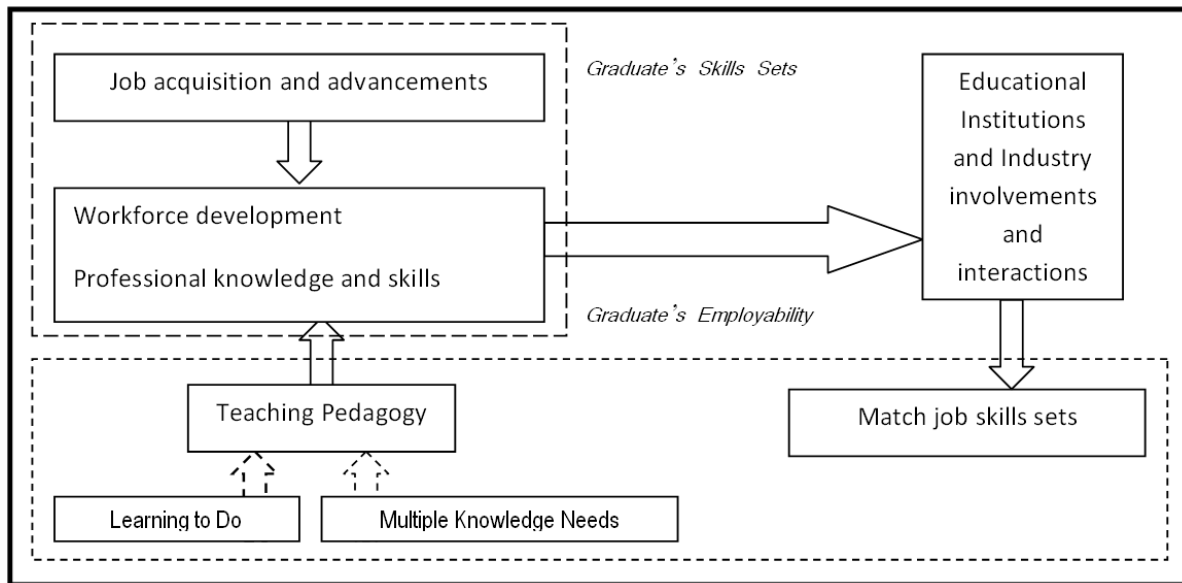 Job acquisition and advancements
Graduate's Skills Sets
Educational
Institutions
and Industry
involvements
and
interactions
Workforce development
Professional knowledge and skills
Graduate's Employability
Teaching Pedagogy
Match job skills sets
Learning to Do
Multiple Knowledge Needs